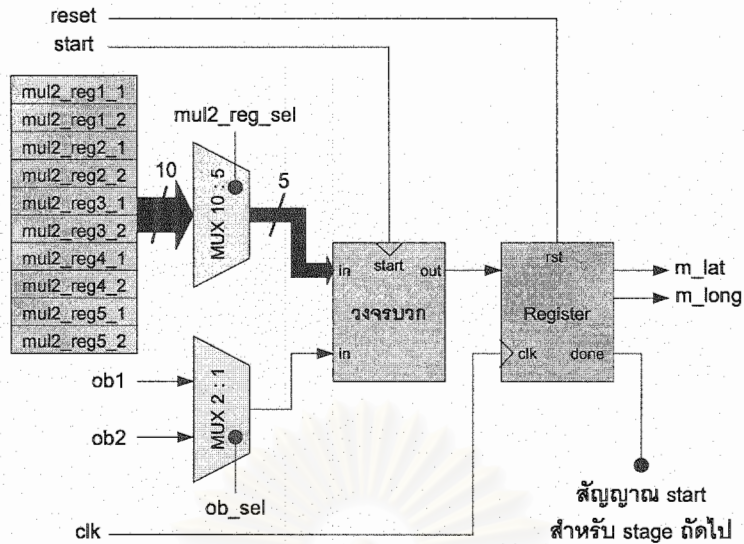 reset
start
mul2_reg1_1
mul2_reg1_2
mul2_reg2_1
mul2_reg2_2
mul2_reg3_1
mul2_reg3_2
mul2_reg4_1
mul2_reg4_2
mul2_reg5_1
mul2_reg5_2
10
mul2_reg_sel
MUX 10 : 5
5
ob1
ob2
MUX 2 : 1
ob_sel
clk
start
in
out
วงจรบวก
in
rst
Register
clk
done
m_lat
m_long
สัญญาณ start
สำหรับ stage ถัดไป